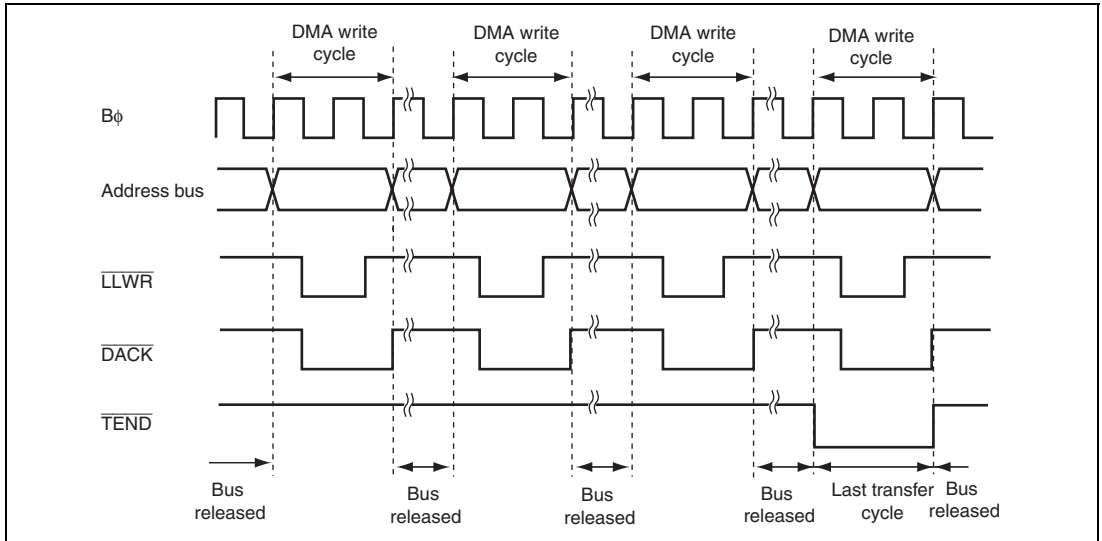 DMA write
cycle
DMA write
cycle
DMA write
cycle
DMA write
cycle
Bϕ
Address bus
LLWR
DACK
TEND
Bus
released
Bus
released
Bus
released
Bus
released
Last transfer
cycle
Bus
released